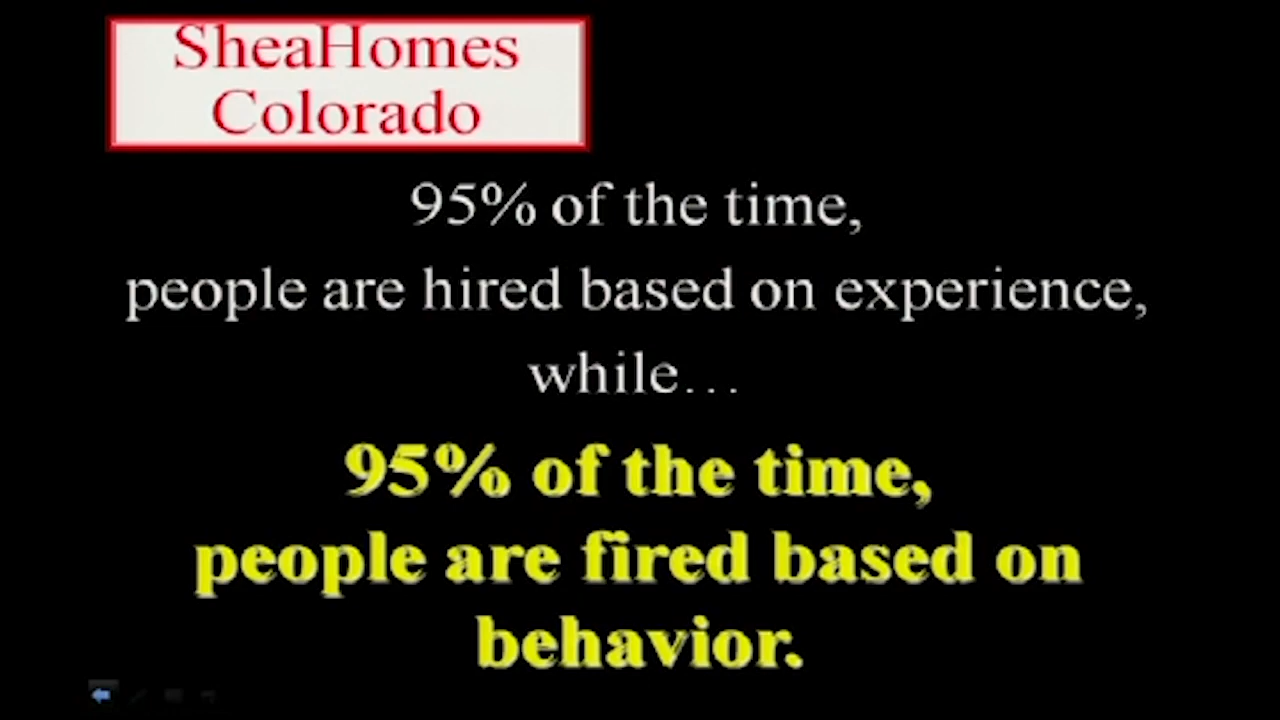 SheaHomes
Colorado
95% of the time,
people are hired based on experience,
while…
95% of the time,
people are fired based on
behavior.